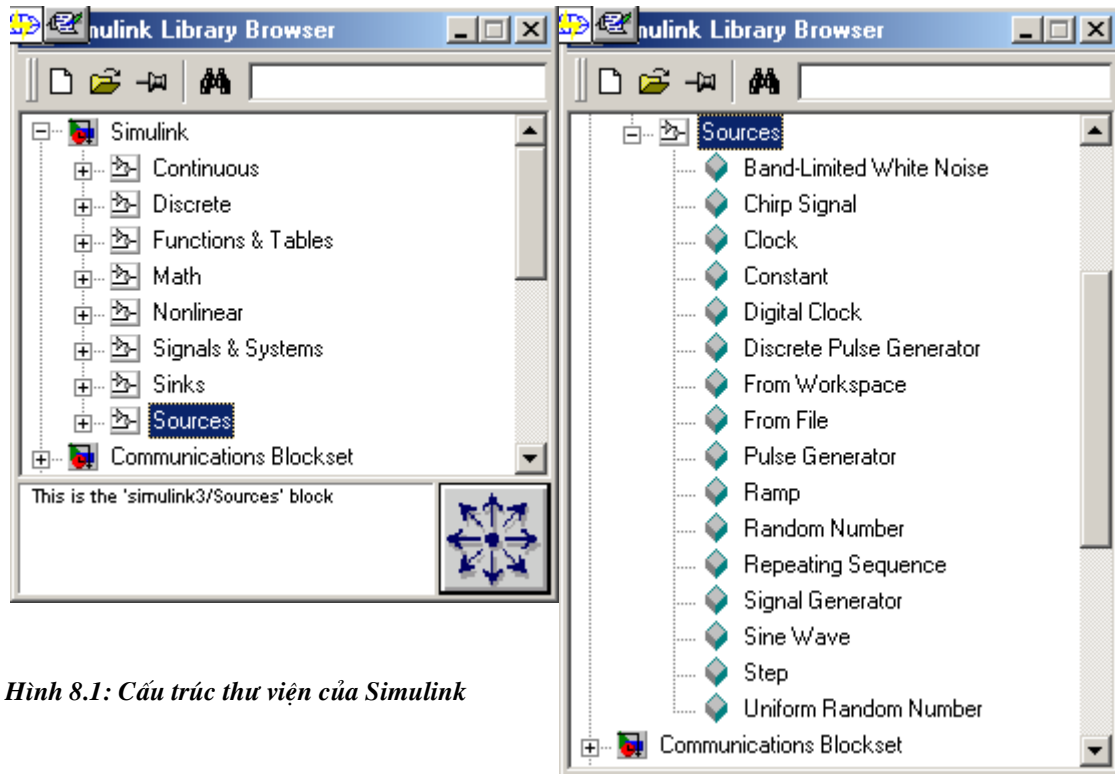 mulink Library Browser
Simulink
Continuous
Discrete
Functions & Tables
Math
Nonlinear
Signals & Systems
Sinks
Sources
Communications Blockset
This is the 'simulink3/Sources' block
Hình 8.1: Cấu trúc thư viện của Simulink
mulink Library Browser
Sources
Band-Limited White Noise
Chirp Signal
Clock
Constant
Digital Clock
Discrete Pulse Generator
From Workspace
From File
Pulse Generator
Ramp
Random Number
Repeating Sequence
Signal Generator
Sine Wave
Step
Uniform Random Number
Communications Blockset